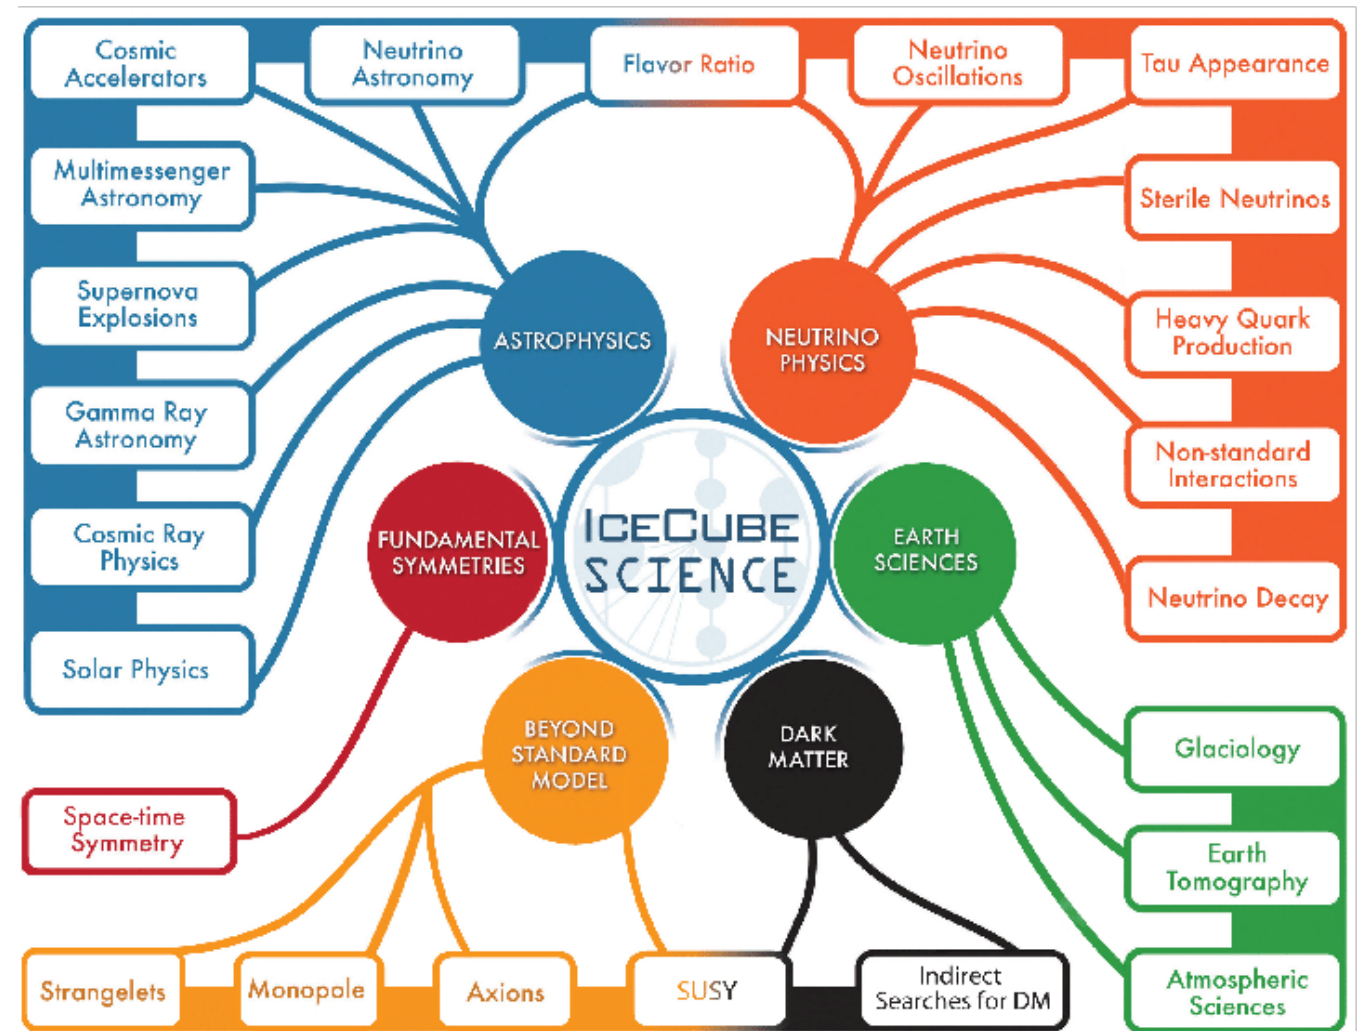 Cosmic
Accelerators
Neutrino
Astronomy
Flavor Ratio
Neutrino
Oscillations
Tau Appearance
Multimessenger
Astronomy
Sterile Neutrinos
Supernova
Explosions
Heavy Quark
Production
ASTROPHYSICS
NEUTRINO
PHYSICS
Gamma Ray
Astronomy
Non-standard
Interactions
Cosmic Ray
Physics
FUNDAMENTAL
SYMMETRIES
ICECUBE
SCIENCE
EARTH
SCIENCES
Neutrino Decay
Solar Physics
BEYOND
STANDARD
MODEL
DARK
MATTER
Glaciology
Space-time
Symmetry
Earth
Tomography
Strangelets
Monopole
Axions
SUSY
Indirect
Searches for DM
Atmospheric
Sciences